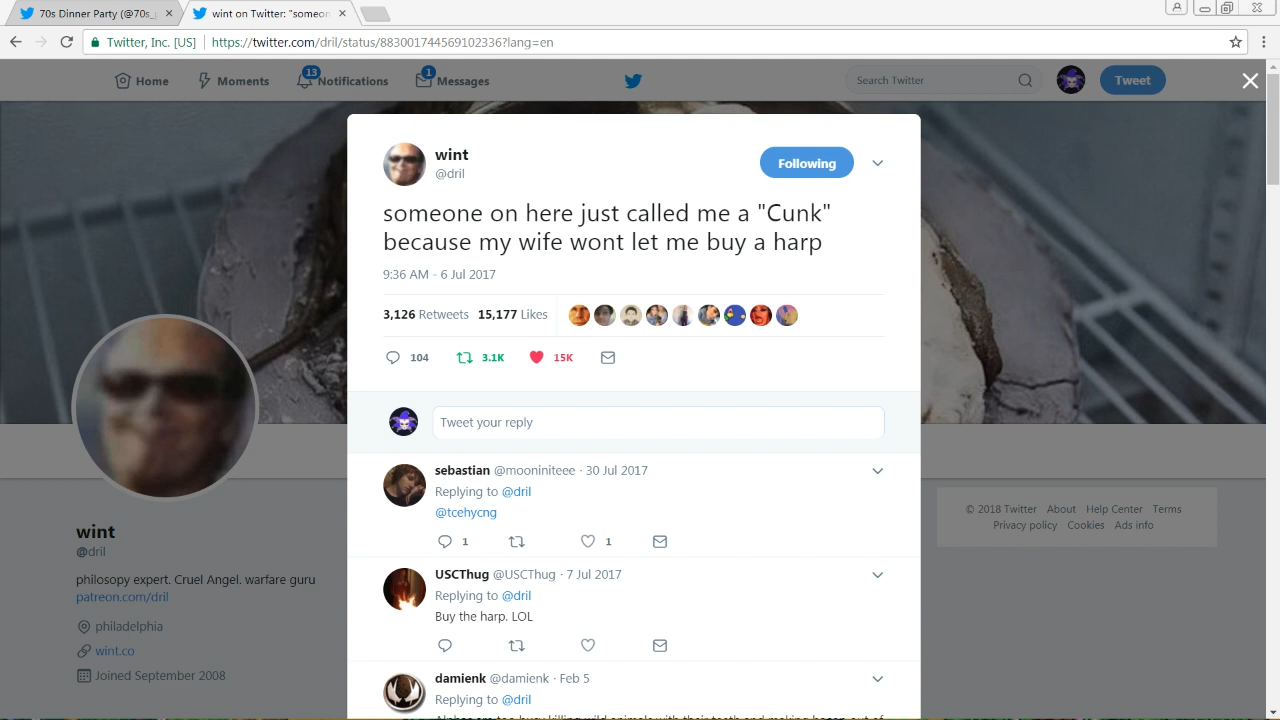 70s Dinner Party (@70s_
wint on Twitter: "someon
Twitter, Inc. [US]
https://twitter.com/dril/status/883001744569102336?lang=en
Home
Moments
13
Notifications
1
Messages
Search Twitter
Tweet
wint
@dril
Following
someone on here just called me a "Cunk"
because my wife wont let me buy a harp
9:36 AM - 6 Jul 2017
3,126 Retweets 15,177 Likes
104
3.1K
15K
Tweet your reply
sebastian @mooniniteee · 30 Jul 2017
Replying to @dril
@tcehycng
1
1
USCThug @USCThug · 7 Jul 2017
Replying to @dril
Buy the harp. LOL
damienk @damienk · Feb 5
Replying to @dril
wint
@dril
philosopy expert. Cruel Angel. warfare guru
patreon.com/dril
philadelphia
wint.co
Joined September 2008
© 2018 Twitter About Help Center Terms
Privacy policy Cookies Ads info